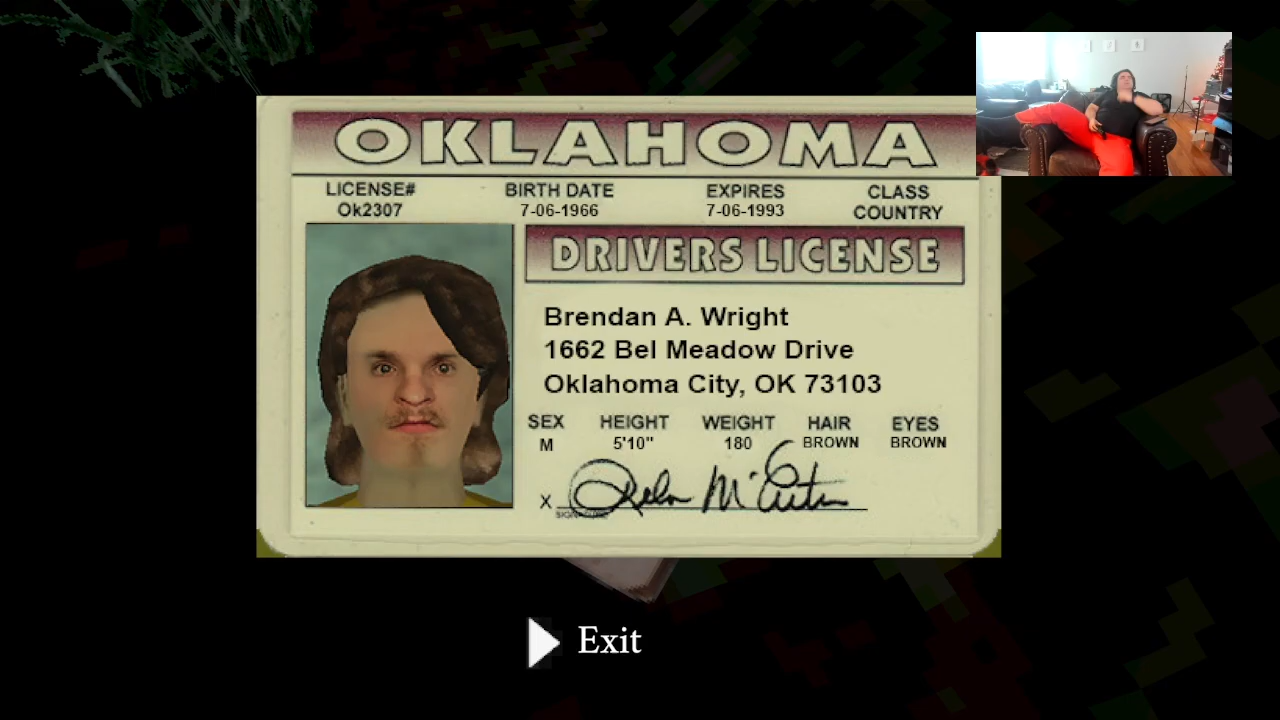 OKLAHOMA
LICENSE# BIRTH DATE EXPIRES CLASS
Ok2307 7-06-1966 7-06-1993 COUNTRY
DRIVERS LICENSE
Brendan A. Wright
1662 Bel Meadow Drive
Oklahoma City, OK 73103
SEX HEIGHT WEIGHT HAIR EYES
M 5'10" 180 BROWN BROWN
X
Exit